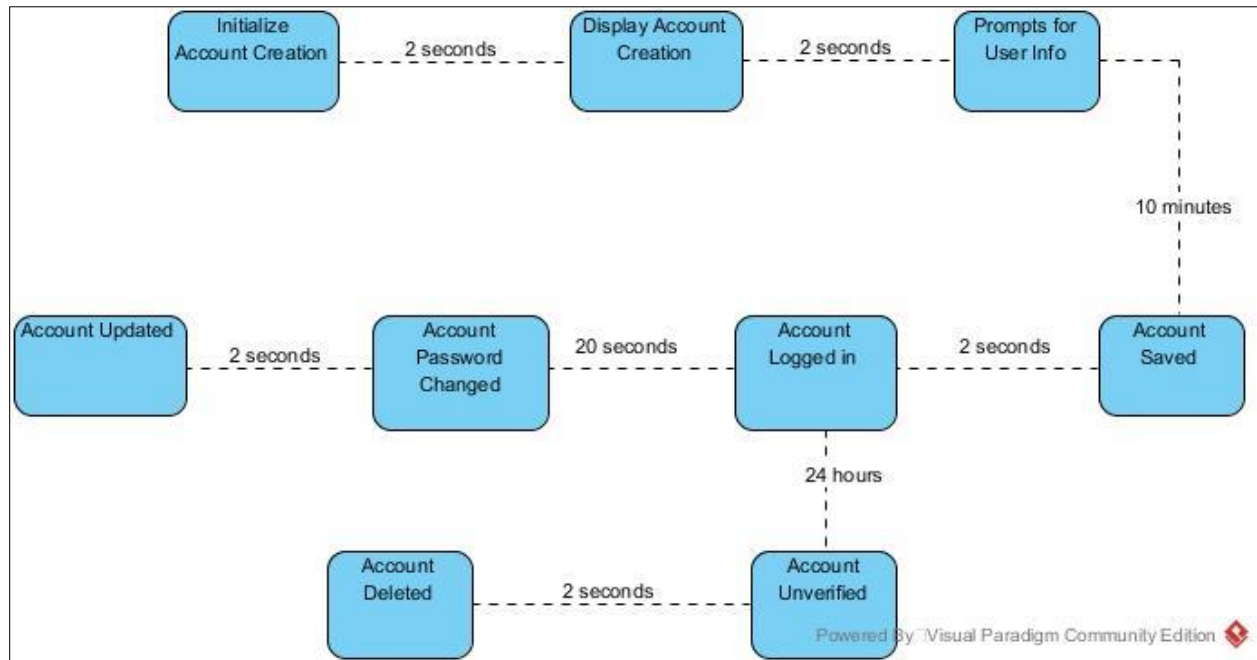 Initialize
Account Creation
2 seconds
Display Account
Creation
2 seconds
Prompts for
User Info
10 minutes
Account Updated
2 seconds
Account
Password
Changed
20 seconds
Account
Logged in
2 seconds
Account
Saved
24 hours
Account
Deleted
2 seconds
Account
Unverified
Powered By Visual Paradigm Community Edition